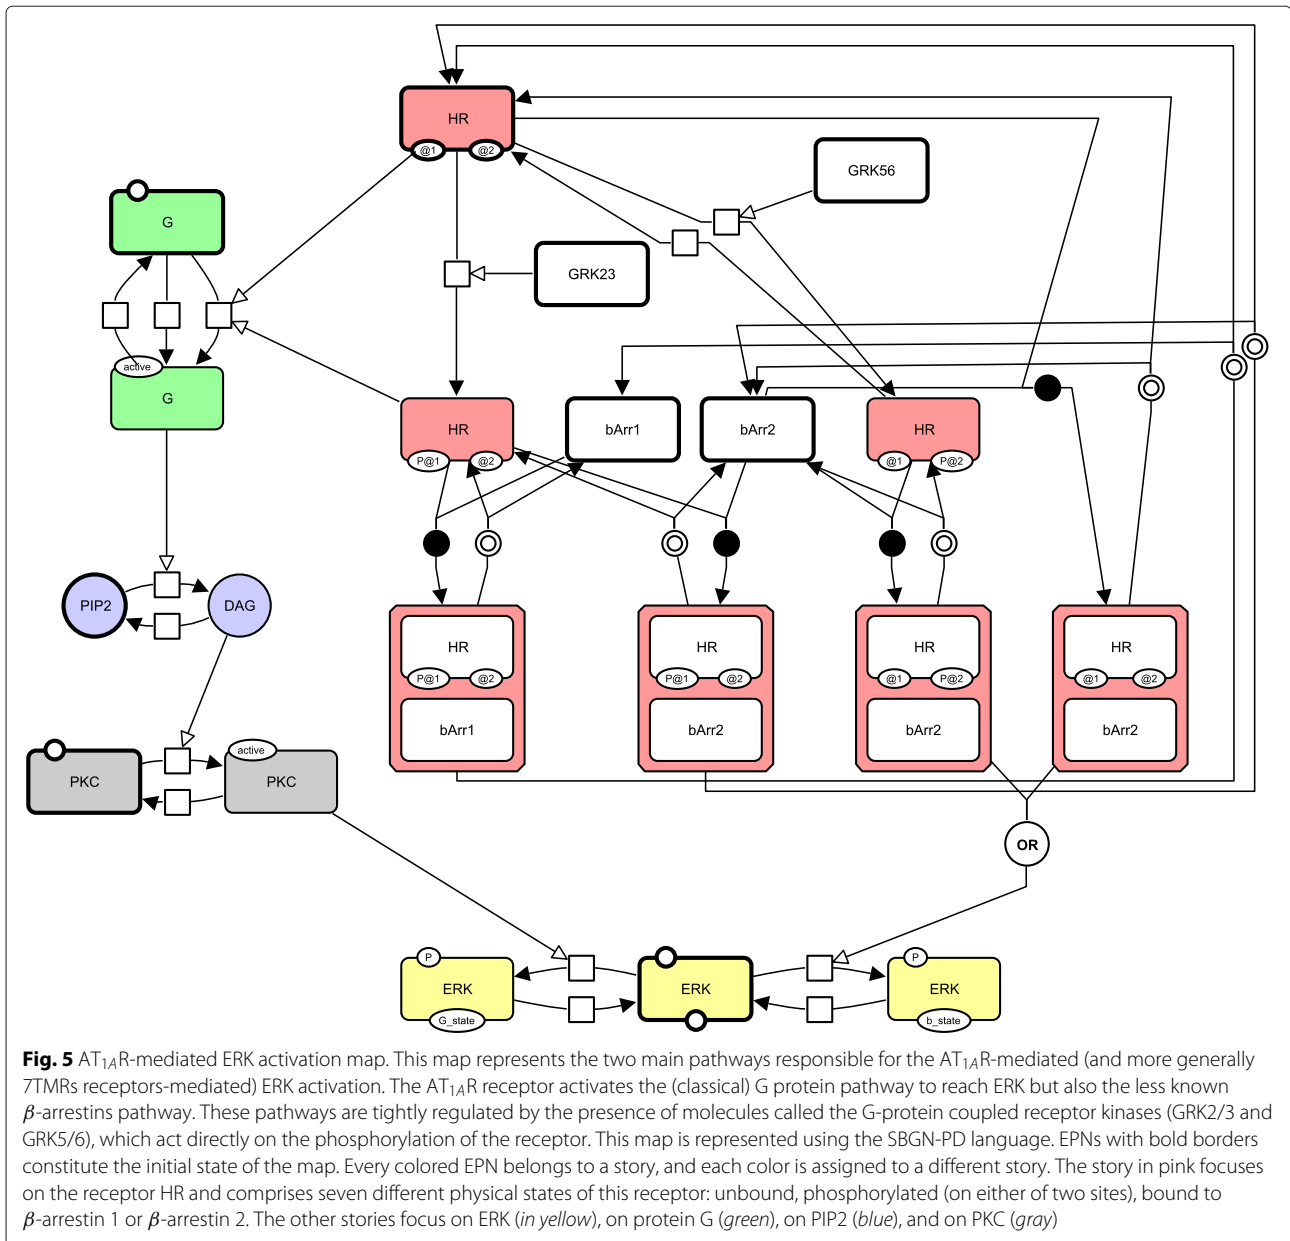 HR
@1 @2
GRK56
G
GRK23
active
G
HR
P@1 @2
bArr1
bArr2
HR
@1 P@2
PIP2
DAG
HR
P@1 @2
bArr1
HR
P@1 @2
bArr2
HR
@1 P@2
bArr2
HR
@1 @2
bArr2
PKC
active
PKC
OR
P
ERK
G_state
ERK
P
ERK
b_state
Fig. 5 AT1AR-mediated ERK activation map. This map represents the two main pathways responsible for the AT1AR-mediated (and more generally
7TMRs receptors-mediated) ERK activation. The AT1AR receptor activates the (classical) G protein pathway to reach ERK but also the less known
β-arrestins pathway. These pathways are tightly regulated by the presence of molecules called the G-protein coupled receptor kinases (GRK2/3 and
GRK5/6), which act directly on the phosphorylation of the receptor. This map is represented using the SBGN-PD language. EPNs with bold borders
constitute the initial state of the map. Every colored EPN belongs to a story, and each color is assigned to a different story. The story in pink focuses
on the receptor HR and comprises seven different physical states of this receptor: unbound, phosphorylated (on either of two sites), bound to
β-arrestin 1 or β-arrestin 2. The other stories focus on ERK (in yellow), on protein G (green), on PIP2 (blue), and on PKC (gray)